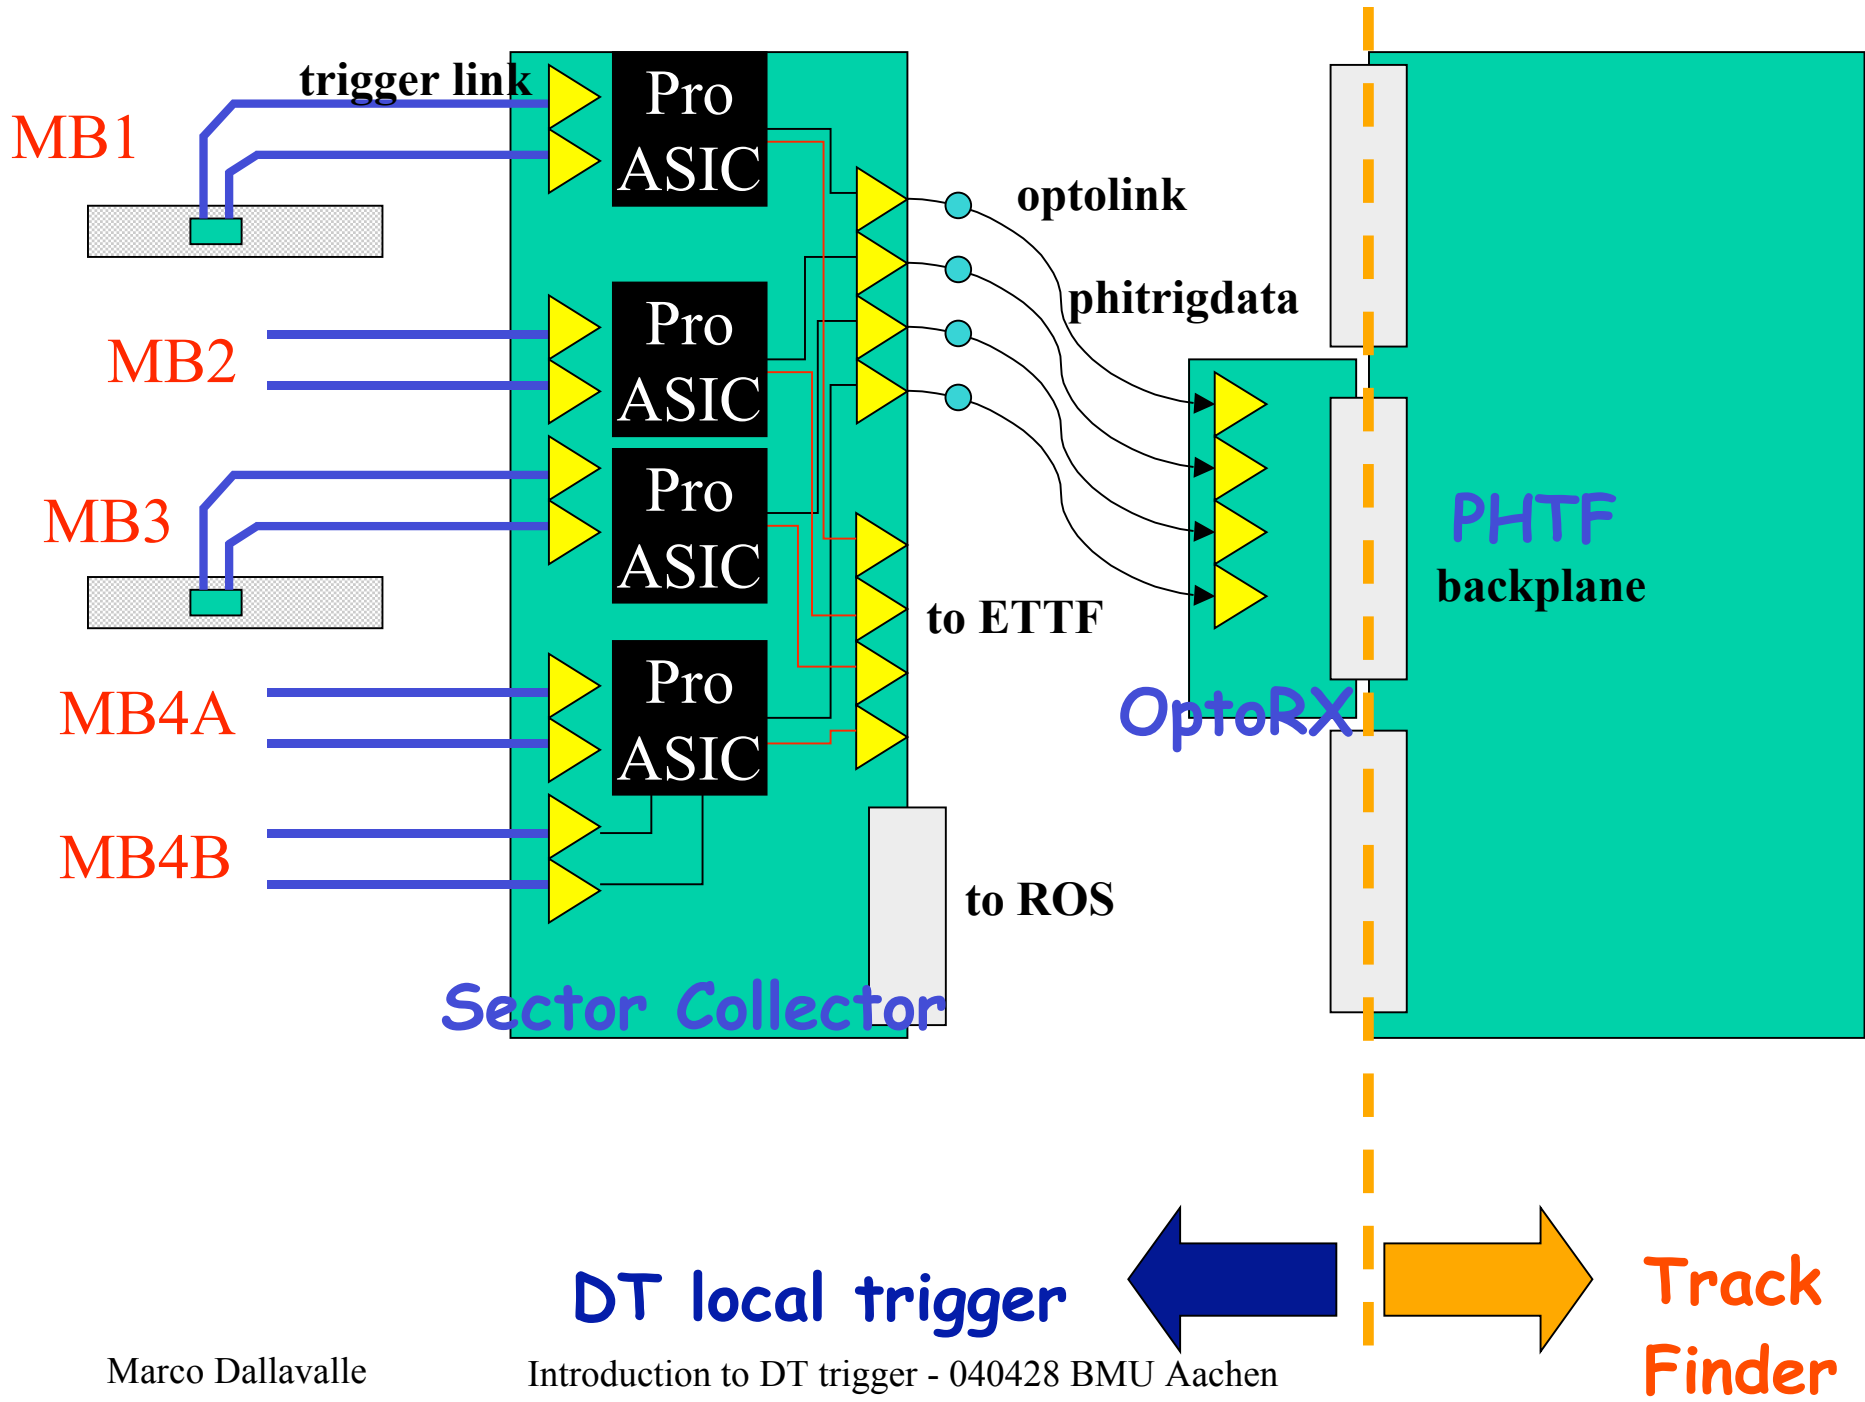 trigger link
MB1
Pro
ASIC
optolink
phitrigdata
MB2
Pro
ASIC
MB3
Pro
ASIC
PHTF
backplane
to ETTF
MB4A
Pro
ASIC
OptoRX
MB4B
to ROS
Sector Collector
DT local trigger
Track
Finder
Marco Dallavalle
Introduction to DT trigger - 040428 BMU Aachen